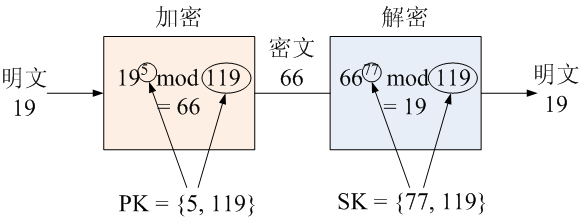 加密
解密
明文
19
19^5 mod 119
= 66
密文
66
66^77 mod 119
= 19
明文
19
PK = {5, 119}
SK = {77, 119}